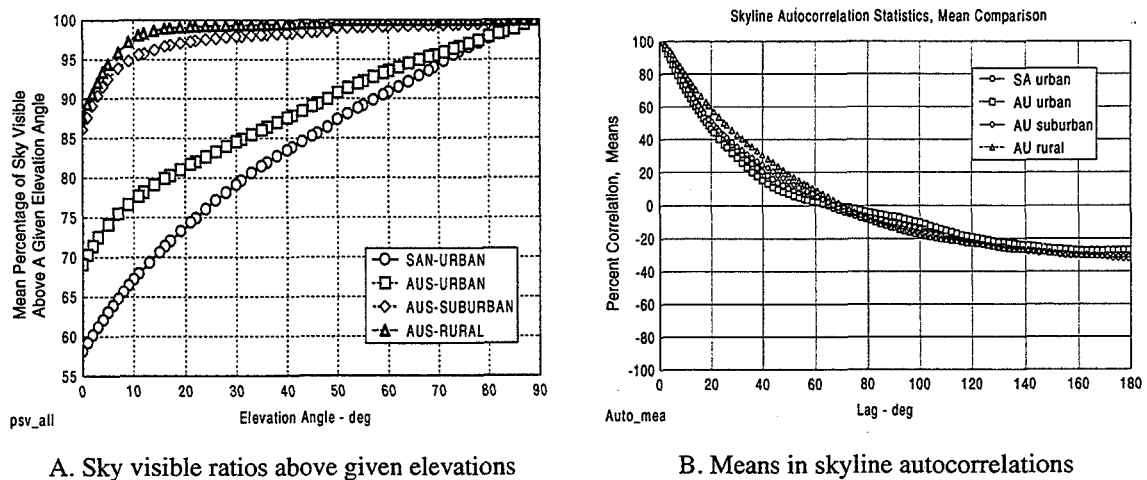 100
95
90
85
80
75
70
65
60
55
Mean Percentage of Sky Visible
Above A Given Elevation Angle
SAN-URBAN
AUS-URBAN
AUS-SUBURBAN
AUS-RURAL
0 10 20 30 40 50 60 70 80 90
Elevation Angle - deg
psv_all
A. Sky visible ratios above given elevations
Skyline Autocorrelation Statistics, Mean Comparison
100
80
60
40
20
0
-20
-40
-60
-80
-100
Percent Correlation, Means
SA urban
AU urban
AU suburban
AU rural
0 20 40 60 80 100 120 140 160 180
Lag - deg
Auto_mea
B. Means in skyline autocorrelations